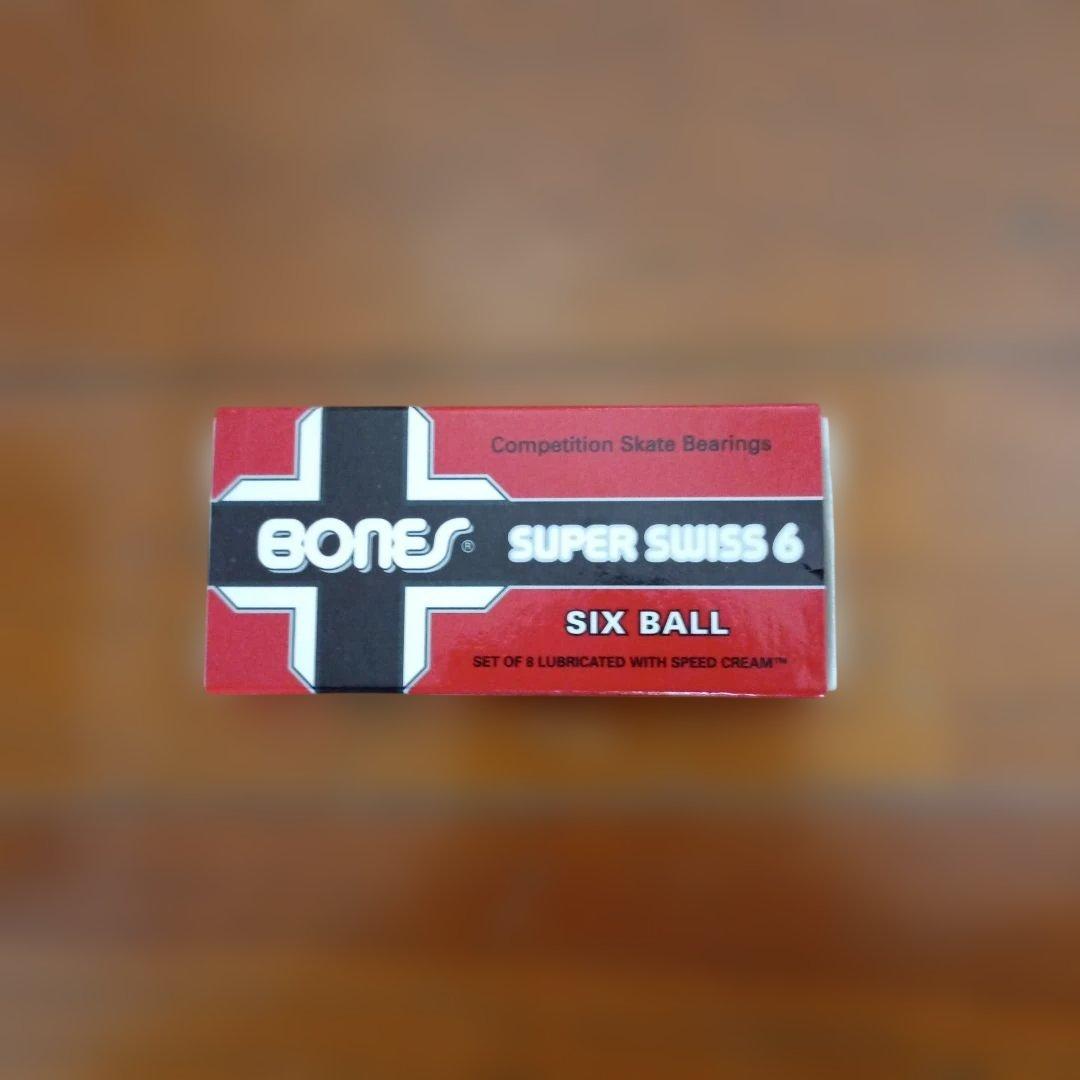 Competition Skate Bearings
BONES® SUPER SWISS 6
SIX BALL
SET OF 8 LUBRICATED WITH SPEED CREAM™